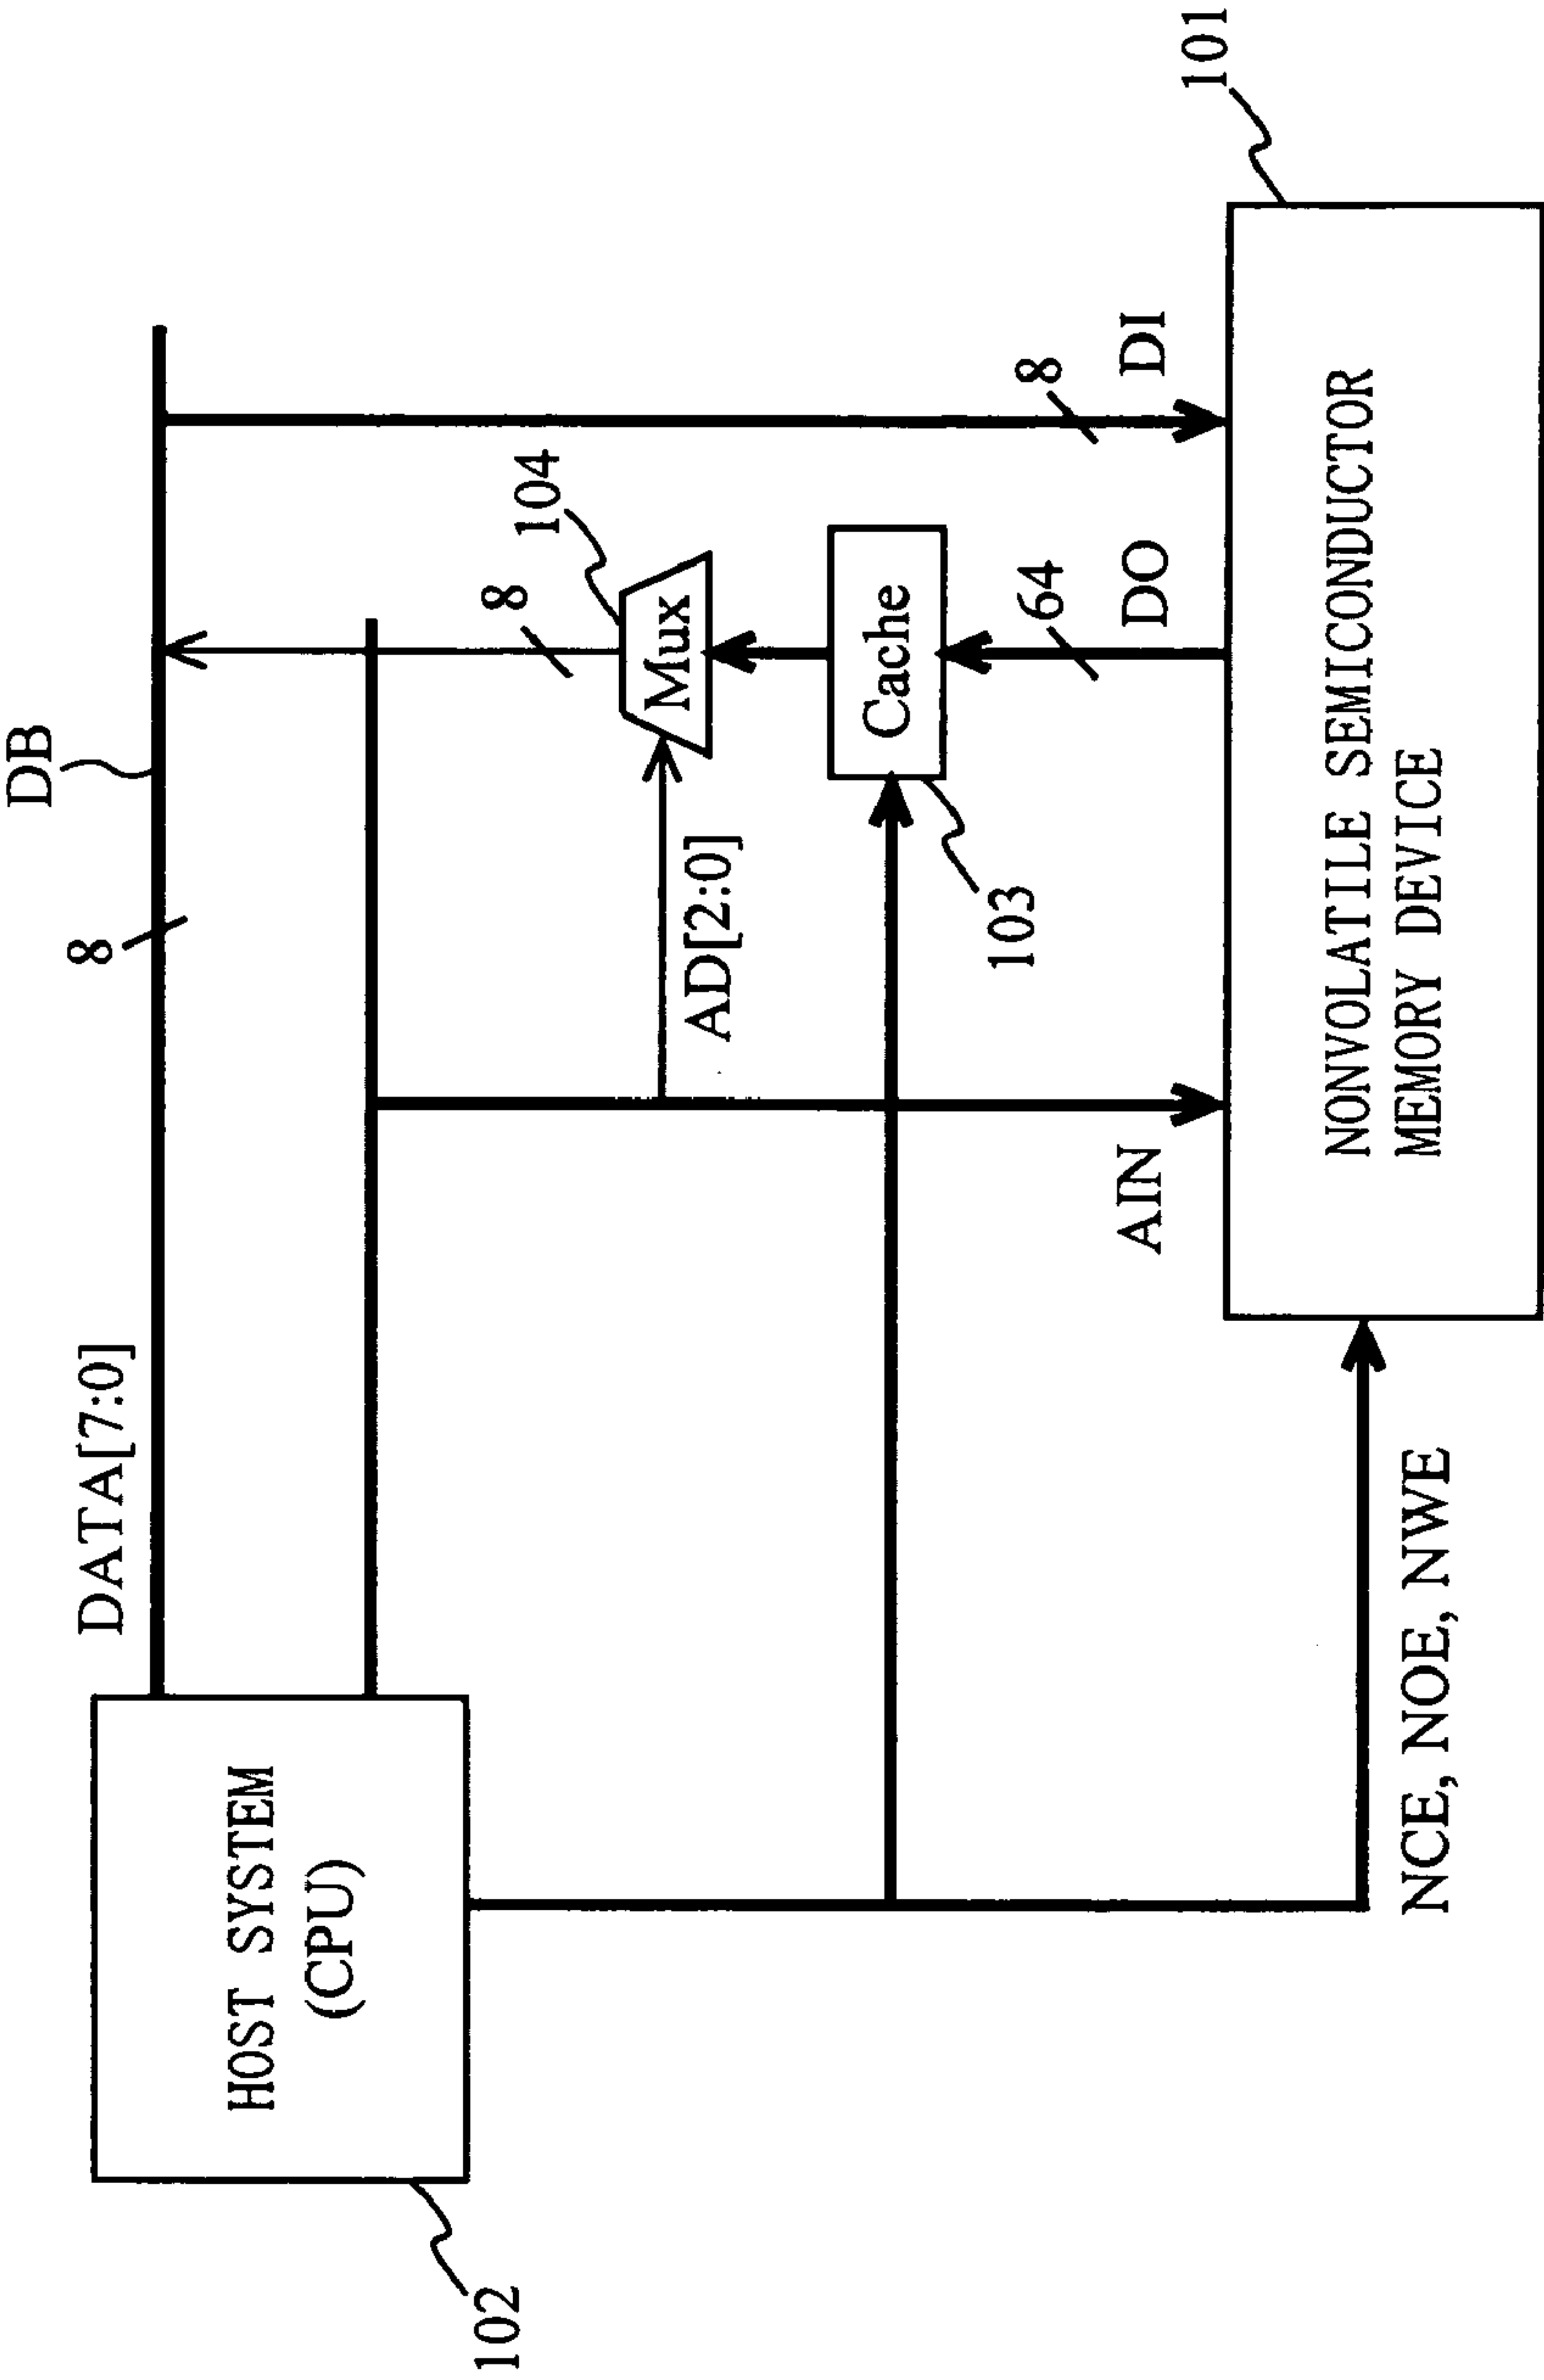 DATA[7:0]
8
DB
HOST SYSTEM
(CPU)
102
8
104
Mux
AD[2:0]
Cache
103
64
8
AIN
DO
DI
101
NONVOLATILE SEMICONDUCTOR
MEMORY DEVICE
NCE, NOE, NWE